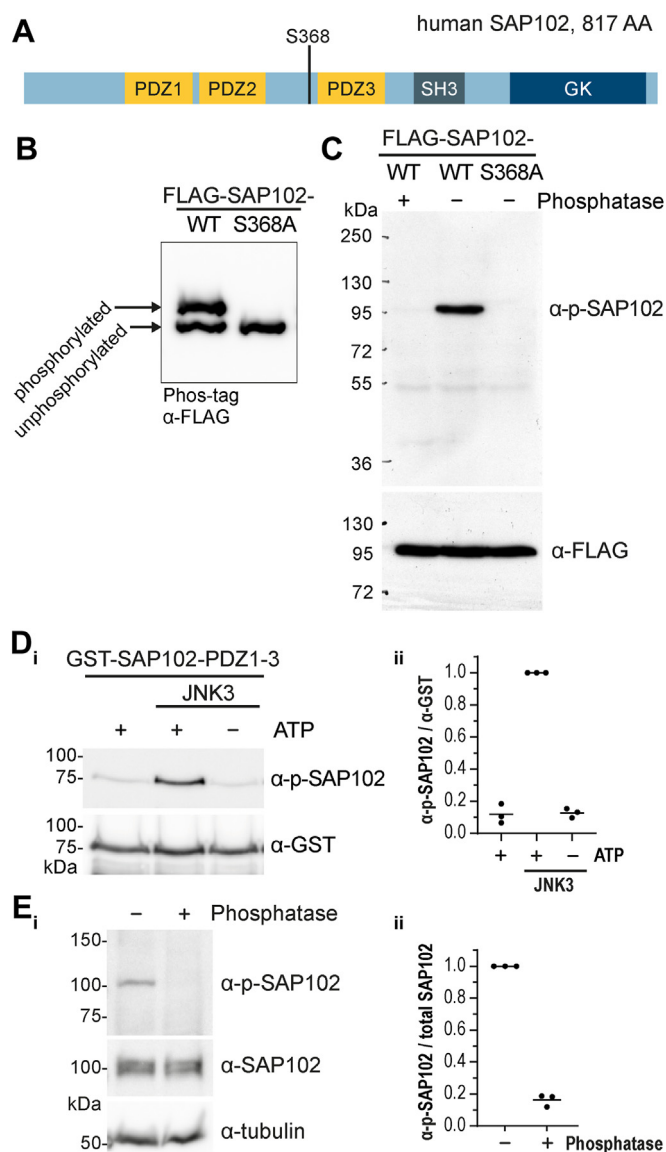 A
human SAP102, 817 AA
S368
PDZ1 PDZ2 PDZ3 SH3 GK
B
FLAG-SAP102-
WT S368A
phosphorylated
unphosphorylated
Phos-tag
α-FLAG
C
FLAG-SAP102-
WT WT S368A
+ − − Phosphatase
kDa
250
130
95
72
55
36
α-p-SAP102
130
95
72
α-FLAG
D
i
GST-SAP102-PDZ1-3
JNK3
+ + − ATP
100-
75-
α-p-SAP102
100-
75-
kDa
α-GST
ii
α-p-SAP102 / α-GST
1.0
0.8
0.6
0.4
0.2
0.0
+ + − ATP
JNK3
E
i
− + Phosphatase
150-
100-
75-
α-p-SAP102
100-
α-SAP102
kDa
50-
α-tubulin
ii
α-p-SAP102 / total SAP102
1.0
0.8
0.6
0.4
0.2
0.0
− + Phosphatase